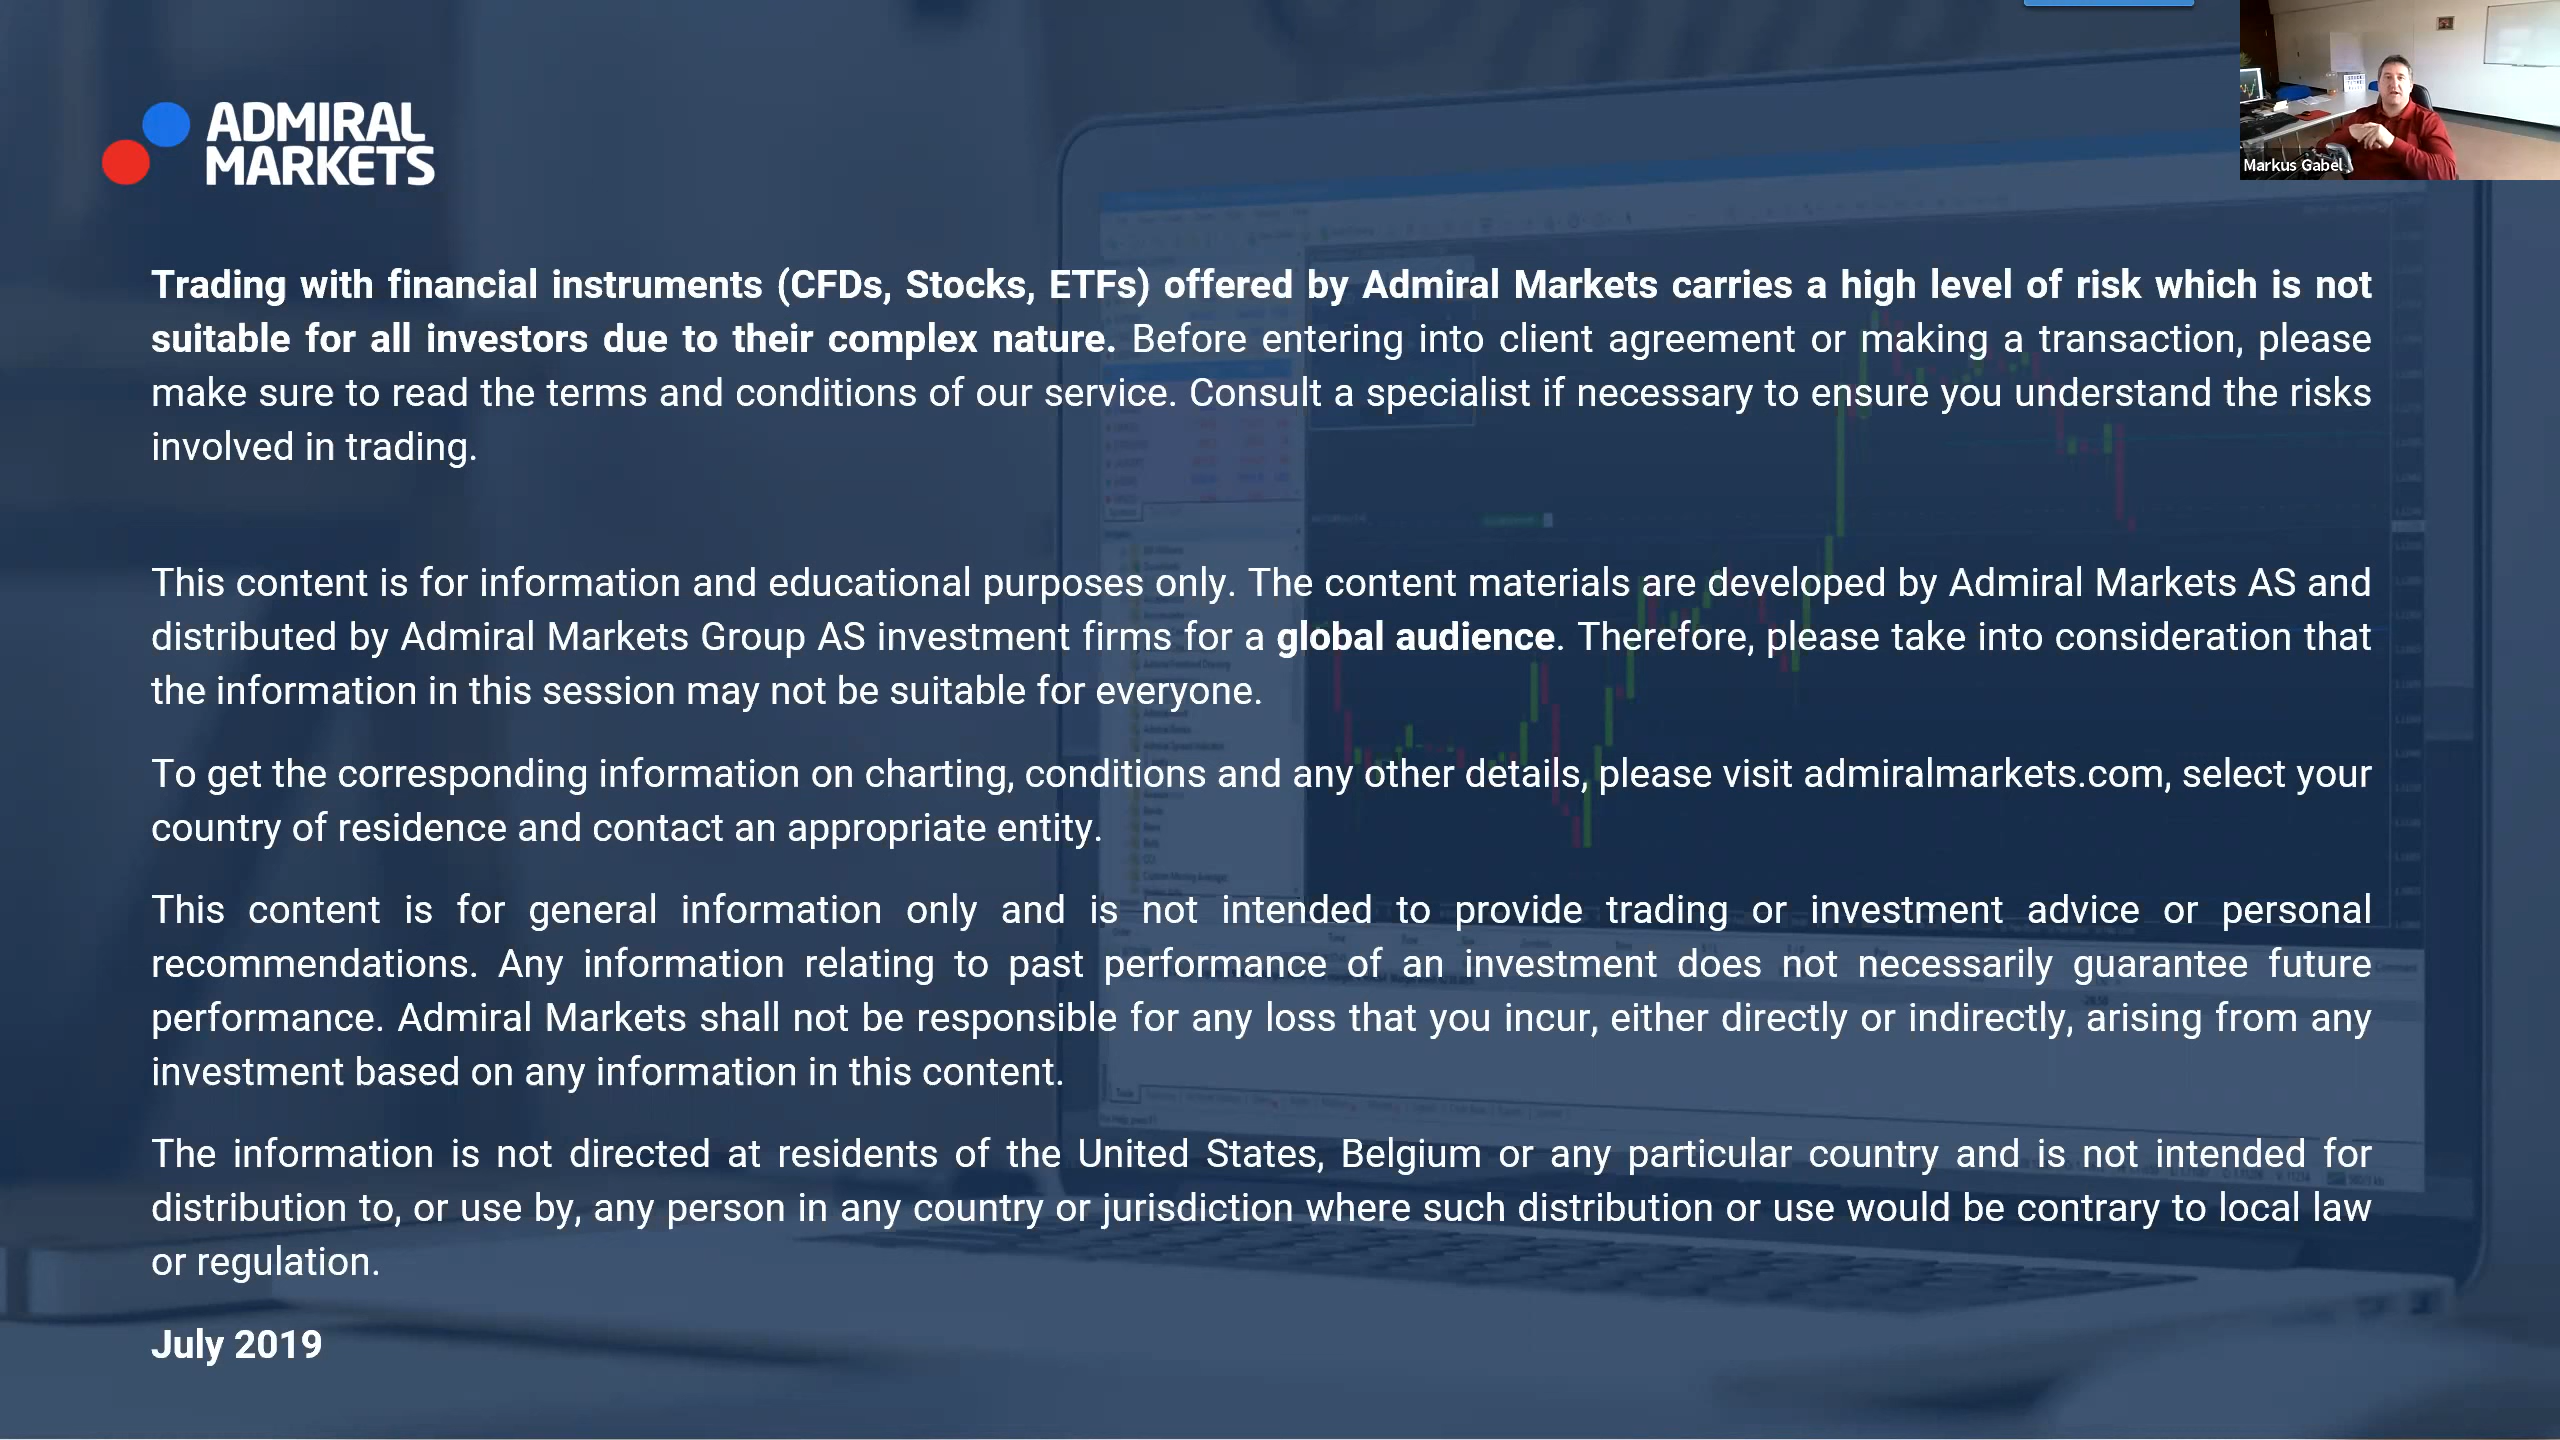 ADMIRAL
MARKETS
Markus Gabel
Trading with financial instruments (CFDs, Stocks, ETFs) offered by Admiral Markets carries a high level of risk which is not
suitable for all investors due to their complex nature. Before entering into client agreement or making a transaction, please
make sure to read the terms and conditions of our service. Consult a specialist if necessary to ensure you understand the risks
involved in trading.
This content is for information and educational purposes only. The content materials are developed by Admiral Markets AS and
distributed by Admiral Markets Group AS investment firms for a global audience. Therefore, please take into consideration that
the information in this session may not be suitable for everyone.
To get the corresponding information on charting, conditions and any other details, please visit admiralmarkets.com, select your
country of residence and contact an appropriate entity.
This content is for general information only and is not intended to provide trading or investment advice or personal
recommendations. Any information relating to past performance of an investment does not necessarily guarantee future
performance. Admiral Markets shall not be responsible for any loss that you incur, either directly or indirectly, arising from any
investment based on any information in this content.
The information is not directed at residents of the United States, Belgium or any particular country and is not intended for
distribution to, or use by, any person in any country or jurisdiction where such distribution or use would be contrary to local law
or regulation.
July 2019